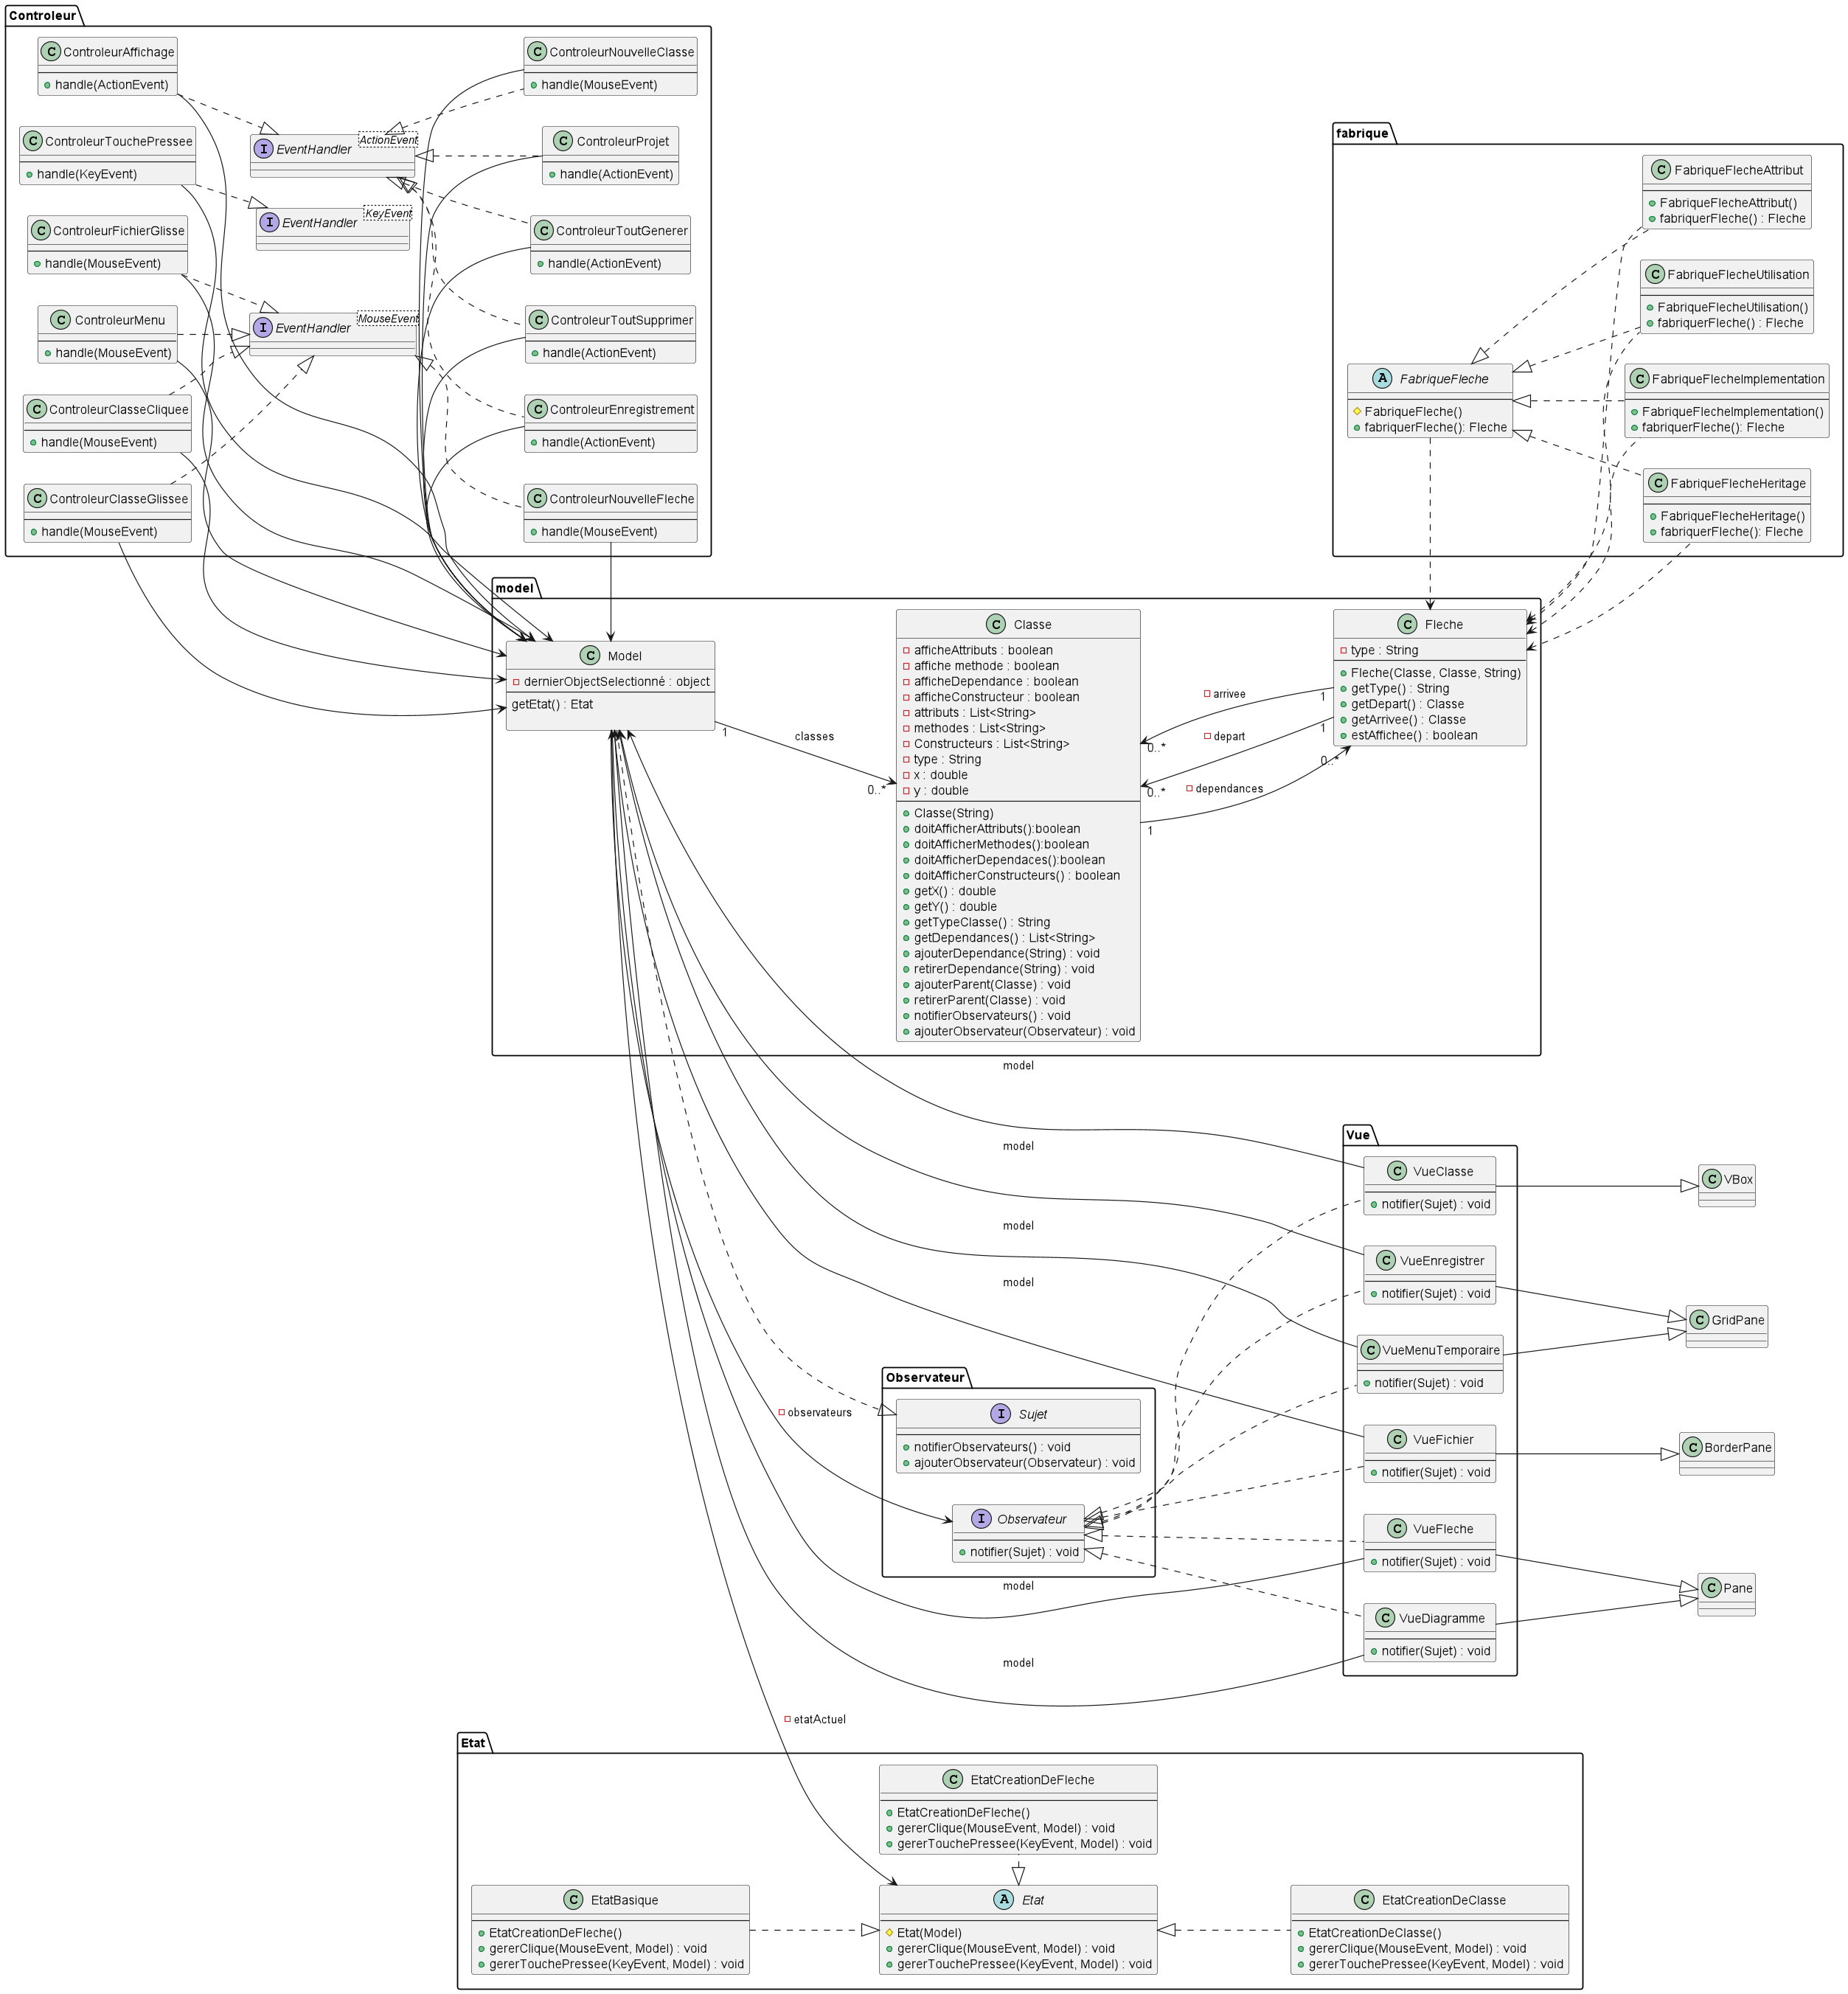 Controleur
C ControleurAffichage
handle(ActionEvent)
C ControleurNouvelleClasse
handle(MouseEvent)
C ControleurTouchePressee
handle(KeyEvent)
I EventHandler
ActionEvent
C ControleurProjet
handle(ActionEvent)
I EventHandler
KeyEvent
C ControleurFichierGlisse
handle(MouseEvent)
C ControleurToutGenerer
handle(ActionEvent)
C ControleurMenu
handle(MouseEvent)
I EventHandler
MouseEvent
C ControleurToutSupprimer
handle(ActionEvent)
C ControleurClasseCliquee
handle(MouseEvent)
C ControleurEnregistrement
handle(ActionEvent)
C ControleurClasseGlissee
handle(MouseEvent)
C ControleurNouvelleFleche
handle(MouseEvent)
fabrique
C FabriqueFlecheAttribut
FabriqueFlecheAttribut()
fabriquerFleche() : Fleche
C FabriqueFlecheUtilisation
FabriqueFlecheUtilisation()
fabriquerFleche() : Fleche
A FabriqueFleche
FabriqueFleche()
fabriquerFleche(): Fleche
C FabriqueFlecheImplementation
FabriqueFlecheImplementation()
fabriquerFleche(): Fleche
C FabriqueFlecheHeritage
FabriqueFlecheHeritage()
fabriquerFleche(): Fleche
model
C Model
dernierObjectSelectionné : object
getEtat() : Etat
1
classes
0..*
C Classe
afficheAttributs : boolean
affiche methode : boolean
afficheDependance : boolean
afficheConstructeur : boolean
attributs : List<String>
methodes : List<String>
Constructeurs : List<String>
type : String
x : double
y : double
Classe(String)
doitAfficherAttributs():boolean
doitAfficherMethodes():boolean
doitAfficherDependaces():boolean
doitAfficherConstructeurs() : boolean
getX() : double
getY() : double
getTypeClasse() : String
getDependances() : List<String>
ajouterDependance(String) : void
retirerDependance(String) : void
ajouterParent(Classe) : void
retirerParent(Classe) : void
notifierObservateurs() : void
ajouterObservateur(Observateur) : void
arrivee
1
0..*
depart
1
0..*
dependances
0..*
1
C Fleche
type : String
Fleche(Classe, Classe, String)
getType() : String
getDepart() : Classe
getArrivee() : Classe
estAffichee() : boolean
model
model
model
model
model
model
Vue
C VueClasse
notifier(Sujet) : void
C VueEnregistrer
notifier(Sujet) : void
C VueMenuTemporaire
notifier(Sujet) : void
C VueFichier
notifier(Sujet) : void
C VueFleche
notifier(Sujet) : void
C VueDiagramme
notifier(Sujet) : void
C VBox
C GridPane
C BorderPane
C Pane
Observateur
I Sujet
notifierObservateurs() : void
ajouterObservateur(Observateur) : void
observateurs
I Observateur
notifier(Sujet) : void
etatActuel
Etat
C EtatCreationDeFleche
EtatCreationDeFleche()
gererClique(MouseEvent, Model) : void
gererTouchePressee(KeyEvent, Model) : void
C EtatBasique
EtatCreationDeFleche()
gererClique(MouseEvent, Model) : void
gererTouchePressee(KeyEvent, Model) : void
A Etat
Etat(Model)
gererClique(MouseEvent, Model) : void
gererTouchePressee(KeyEvent, Model) : void
C EtatCreationDeClasse
EtatCreationDeClasse()
gererClique(MouseEvent, Model) : void
gererTouchePressee(KeyEvent, Model) : void